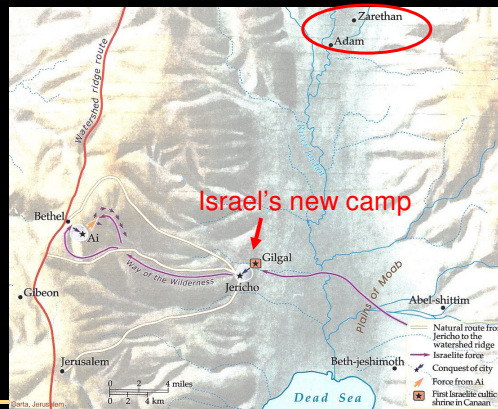 Zarethan
Adam
Watershed ridge route
River Jordan
Israel's new camp
Bethel
Ai
Gilgal
Way of the Wilderness
Jericho
Plains of Moab
Gibeon
Abel-shittim
Natural route from
Jericho to the
watershed ridge
Israelite force
Conquest of city
Force from Ai
First Israelite cultic
shrine in Canaan
Jerusalem
Beth-jeshimoth
0 2 4 miles
0 2 4 km
Dead Sea
Carta, Jerusalem